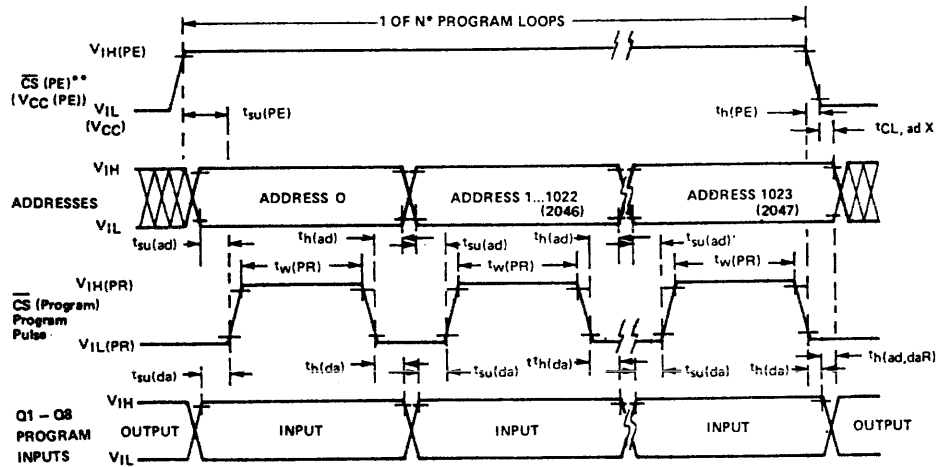 1 OF N* PROGRAM LOOPS
VIH(PE)
CS (PE)**
(VCC (PE))
VIL
(VCC)
tsu(PE)
th(PE)
tCL, ad X
VIH
ADDRESSES
VIL
ADDRESS 0
ADDRESS 1...1022
(2046)
ADDRESS 1023
(2047)
tsu(ad)
th(ad)
tsu(ad)
th(ad)
tsu(ad)
tw(PR)
tw(PR)
tw(PR)
VIH(PR)
CS (Program)
Program
Pulse
VIL(PR)
tsu(da)
th(da)
tsu(da)
th(da)
tsu(da)
th(da)
th(ad,daR)
VIH
Q1 – Q8
PROGRAM
INPUTS
VIL
OUTPUT
INPUT
INPUT
INPUT
OUTPUT